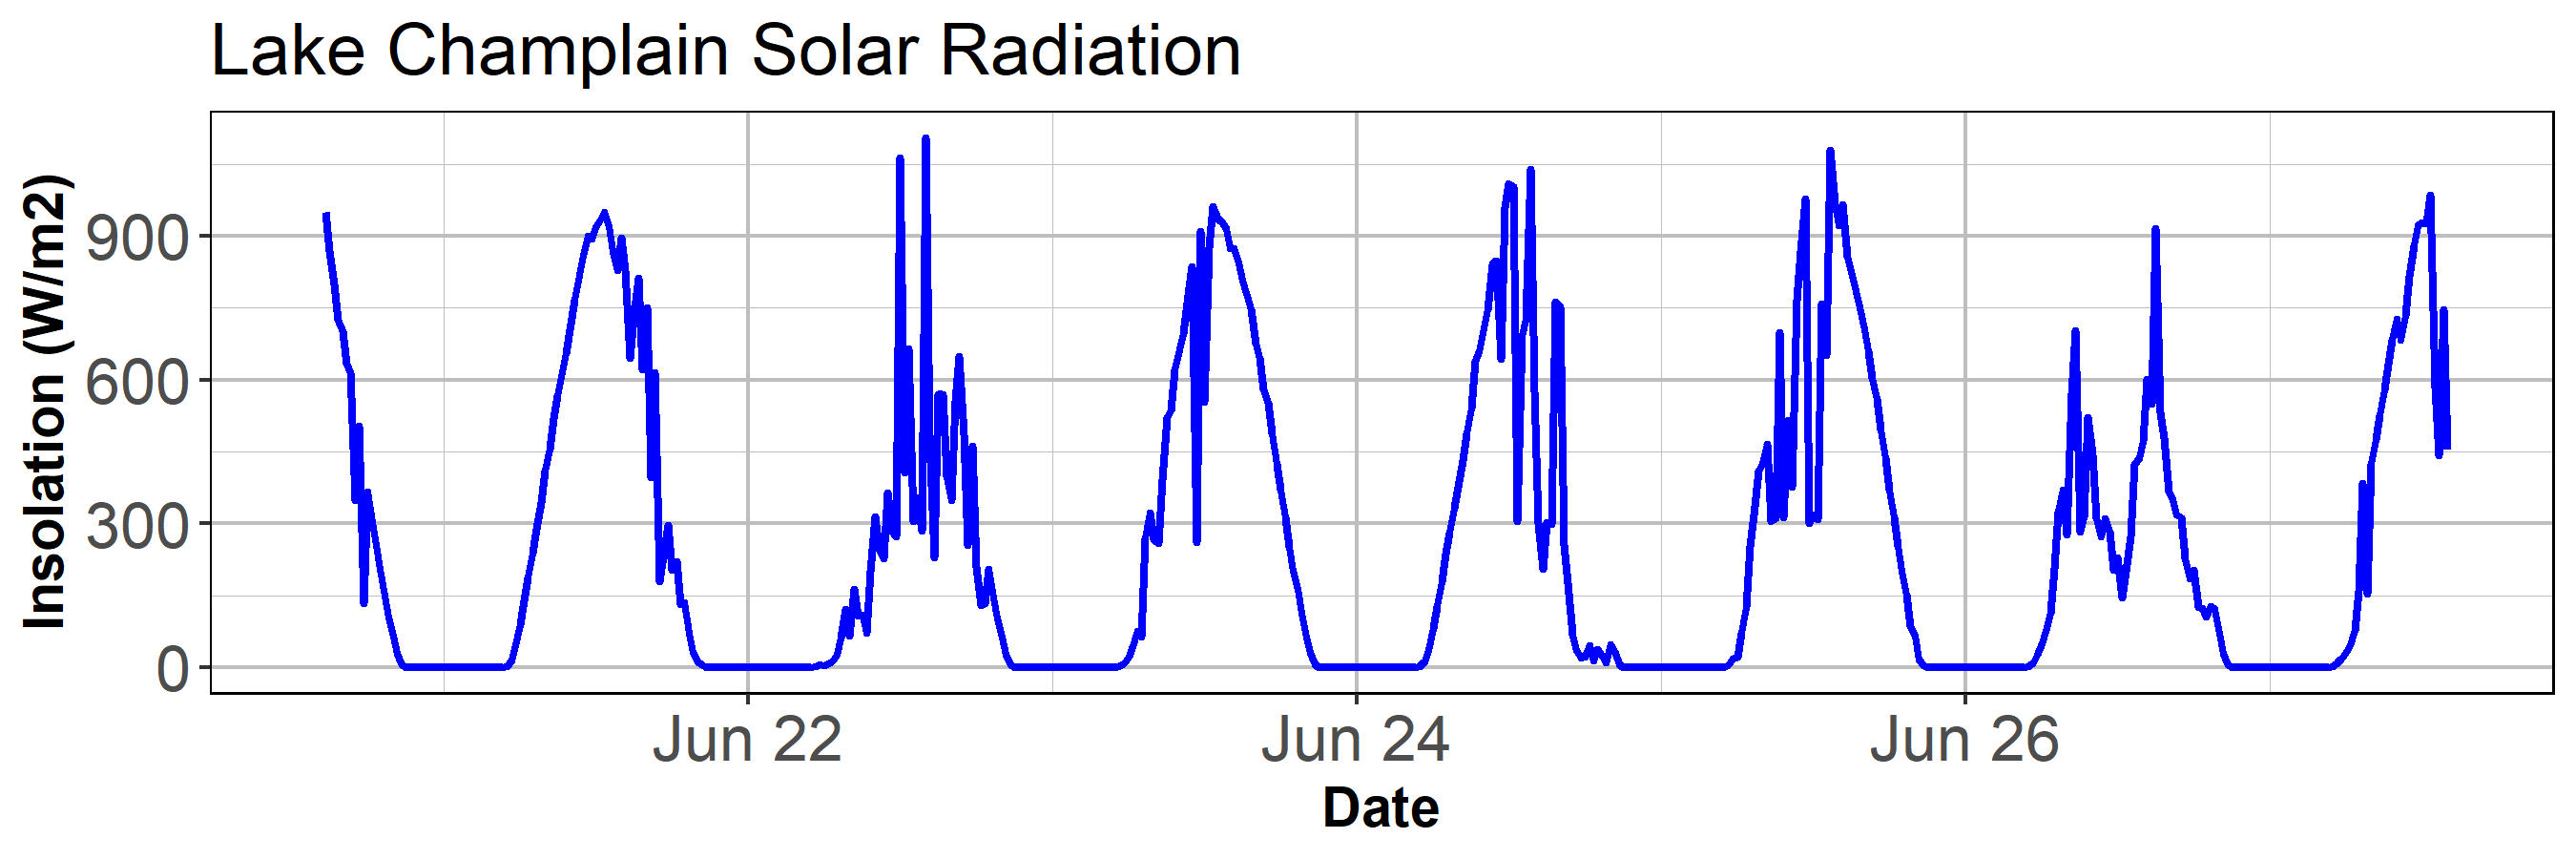 Lake Champlain Solar Radiation
Insolation (W/m2)
900
600
300
0
Jun 22
Jun 24
Jun 26
Date